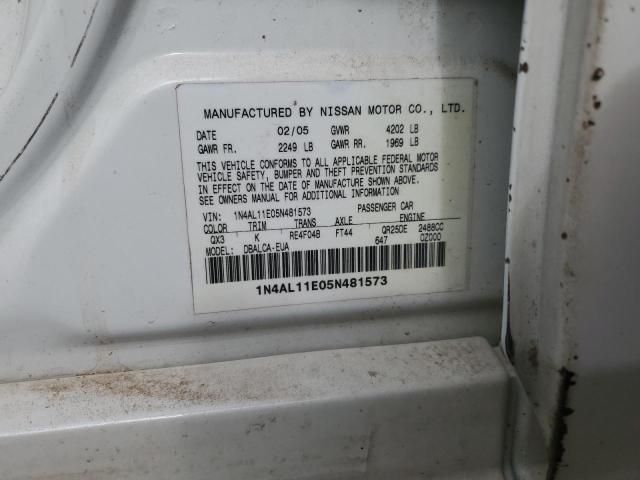 MANUFACTURED BY NISSAN MOTOR CO., LTD.
DATE 02/05 GVWR 4202 LB
GAWR FR. 2249 LB GAWR RR. 1969 LB
THIS VEHICLE CONFORMS TO ALL APPLICABLE FEDERAL MOTOR
VEHICLE SAFETY, BUMPER AND THEFT PREVENTION STANDARDS
IN EFFECT ON THE DATE OF MANUFACTURE SHOWN ABOVE.
SEE OWNERS MANUAL FOR ADDITIONAL INFORMATION
VIN: 1N4AL11E05N481573 PASSENGER CAR
COLOR TRIM TRANS AXLE ENGINE
QX3 K RE4F04B FT44 QR25DE 2488CC
MODEL: DBALCA-EUA 647 0Z000
1N4AL11E05N481573